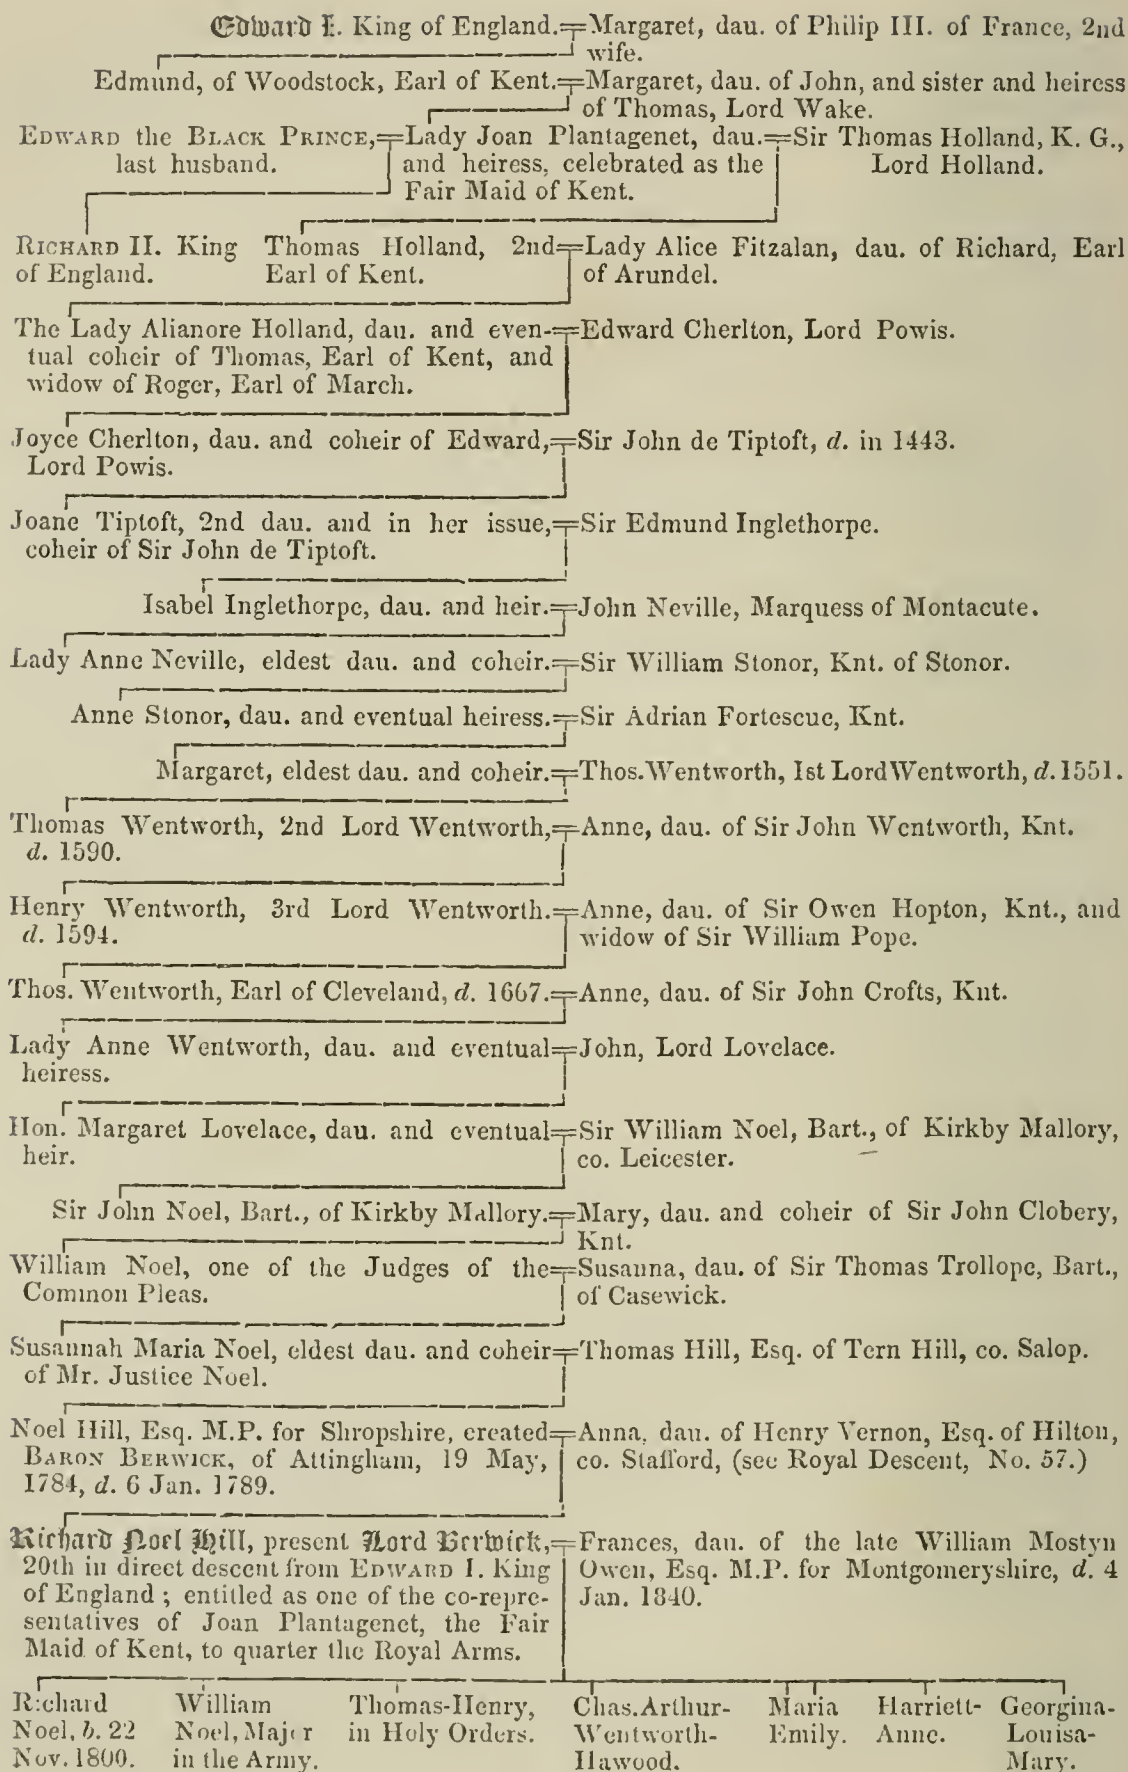 Edward I. King of England.=Margaret, dau. of Philip III. of France, 2nd
wife.
Edmund, of Woodstock, Earl of Kent.=Margaret, dau. of John, and sister and heiress
of Thomas, Lord Wake.
EDWARD the BLACK PRINCE,=Lady Joan Plantagenet, dau.=Sir Thomas Holland, K. G.,
last husband. and heiress, celebrated as the Lord Holland.
Fair Maid of Kent.
RICHARD II. King Thomas Holland, 2nd=Lady Alice Fitzalan, dau. of Richard, Earl
of England. Earl of Kent. of Arundel.
The Lady Alianore Holland, dau. and even-=Edward Cherlton, Lord Powis.
tual coheir of Thomas, Earl of Kent, and
widow of Roger, Earl of March.
Joyce Cherlton, dau. and coheir of Edward,=Sir John de Tiptoft, d. in 1443.
Lord Powis.
Joane Tiptoft, 2nd dau. and in her issue,=Sir Edmund Inglethorpe.
coheir of Sir John de Tiptoft.
Isabel Inglethorpe, dau. and heir.=John Neville, Marquess of Montacute.
Lady Anne Neville, eldest dau. and coheir.=Sir William Stonor, Knt. of Stonor.
Anne Stonor, dau. and eventual heiress.=Sir Adrian Fortescue, Knt.
Margaret, eldest dau. and coheir.=Thos. Wentworth, 1st Lord Wentworth, d. 1551.
Thomas Wentworth, 2nd Lord Wentworth,=Anne, dau. of Sir John Wentworth, Knt.
d. 1590.
Henry Wentworth, 3rd Lord Wentworth.=Anne, dau. of Sir Owen Hopton, Knt., and
d. 1594. widow of Sir William Pope.
Thos. Wentworth, Earl of Cleveland, d. 1667.=Anne, dau. of Sir John Crofts, Knt.
Lady Anne Wentworth, dau. and eventual=John, Lord Lovelace.
heiress.
Hon. Margaret Lovelace, dau. and eventual=Sir William Noel, Bart., of Kirkby Mallory,
heir. co. Leicester.
Sir John Noel, Bart., of Kirkby Mallory.=Mary, dau. and coheir of Sir John Clobery,
Knt.
William Noel, one of the Judges of the=Susanna, dau. of Sir Thomas Trollope, Bart.,
Common Pleas. of Casewick.
Susannah Maria Noel, eldest dau. and coheir=Thomas Hill, Esq. of Tern Hill, co. Salop.
of Mr. Justice Noel.
Noel Hill, Esq. M.P. for Shropshire, created=Anna, dau. of Henry Vernon, Esq. of Hilton,
BARON BERWICK, of Attingham, 19 May, co. Stafford, (see Royal Descent, No. 57.)
1784, d. 6 Jan. 1789.
Richard Noel Hill, present Lord Berwick,=Frances, dau. of the late William Mostyn
20th in direct descent from EDWARD I. King Owen, Esq. M.P. for Montgomeryshire, d. 4
of England; entitled as one of the co-repre- Jan. 1840.
sentatives of Joan Plantagenet, the Fair
Maid of Kent, to quarter the Royal Arms.
Richard William Thomas-Henry, Chas. Arthur- Maria Harriett- Georgina-
Noel, b. 22 Noel, Major in Holy Orders. Wentworth- Emily. Anne. Louisa-
Nov. 1800. in the Army. Hawood. Mary.